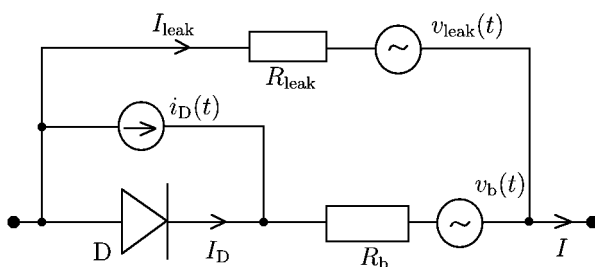 I_leak
v_leak(t)
R_leak
i_D(t)
v_b(t)
D
I_D
R_b
I